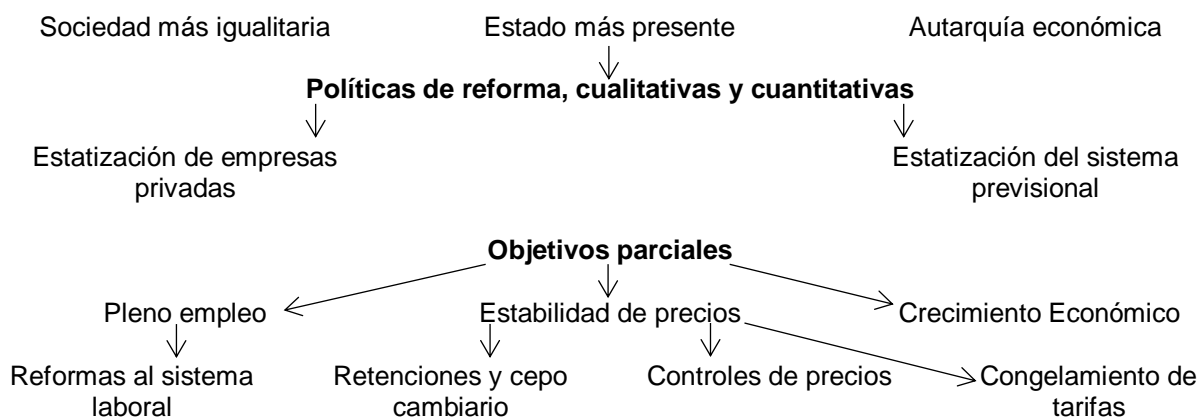 Sociedad más igualitaria
Estado más presente
Autarquía económica
Políticas de reforma, cualitativas y cuantitativas
Estatización de empresas
privadas
Estatización del sistema
previsional
Objetivos parciales
Pleno empleo
Estabilidad de precios
Crecimiento Económico
Reformas al sistema
laboral
Retenciones y cepo
cambiario
Controles de precios
Congelamiento de
tarifas